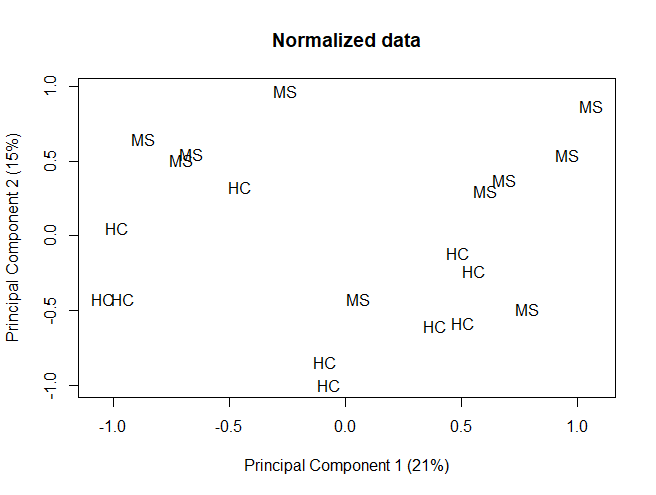 Normalized data
Principal Component 2 (15%)
1.0
0.5
0.0
-0.5
-1.0
MS
MS
MS
MS
MS
MS
HC
MS
MS
HC
HC
HC
HC HC
MS
MS
HC
HC
HC
HC
-1.0 -0.5 0.0 0.5 1.0
Principal Component 1 (21%)